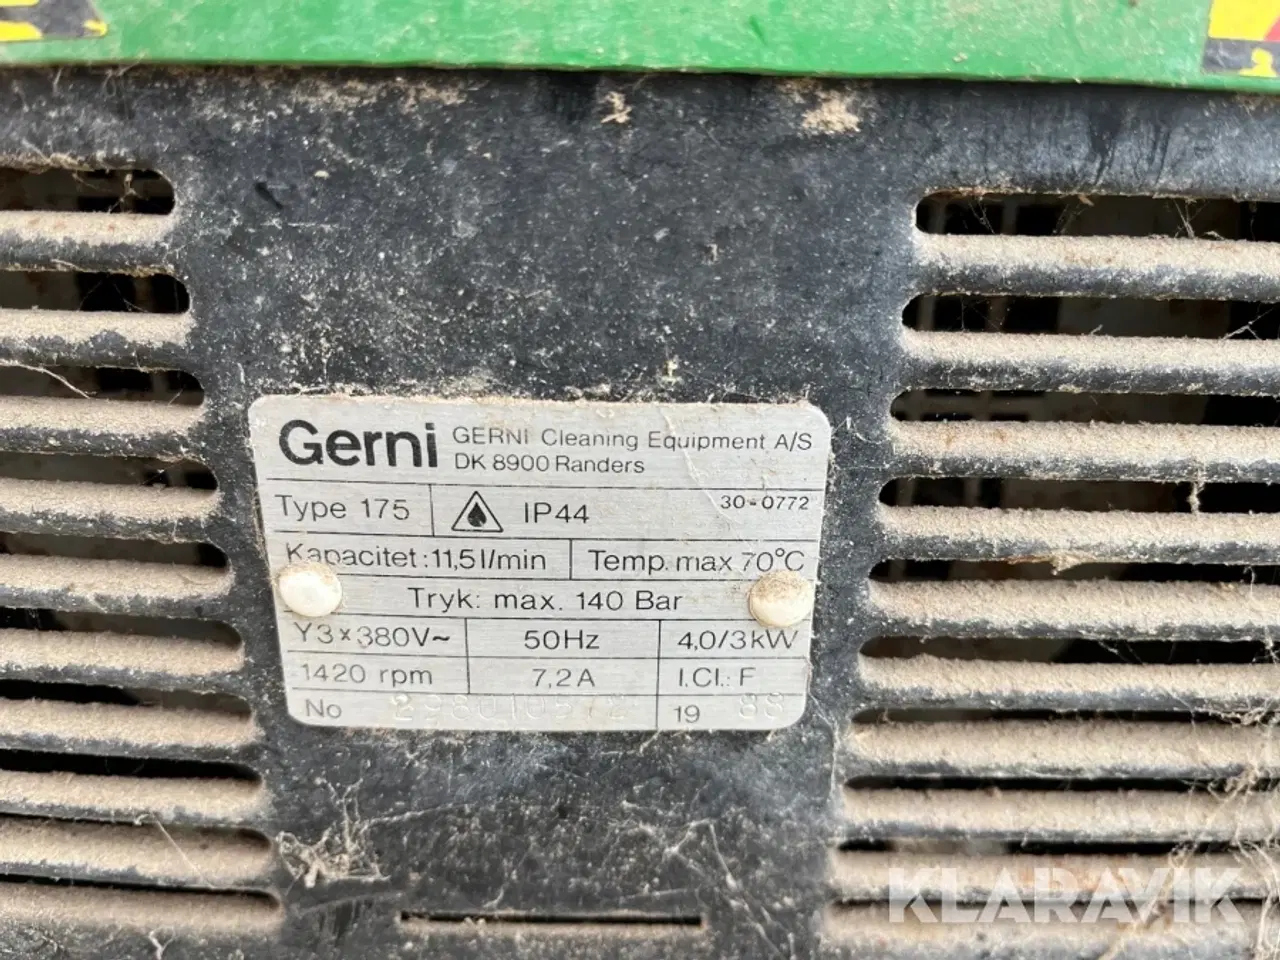 Gerni GERNI Cleaning Equipment A/S
DK 8900 Randers
Type 175 IP44 30-0772
Kapacitet: 11,5 l/min Temp. max 70°C
Tryk: max. 140 Bar
Y3×380V~ 50Hz 4,0/3kW
1420 rpm 7,2A I.Cl.: F
No 19 88
KLARAVIK